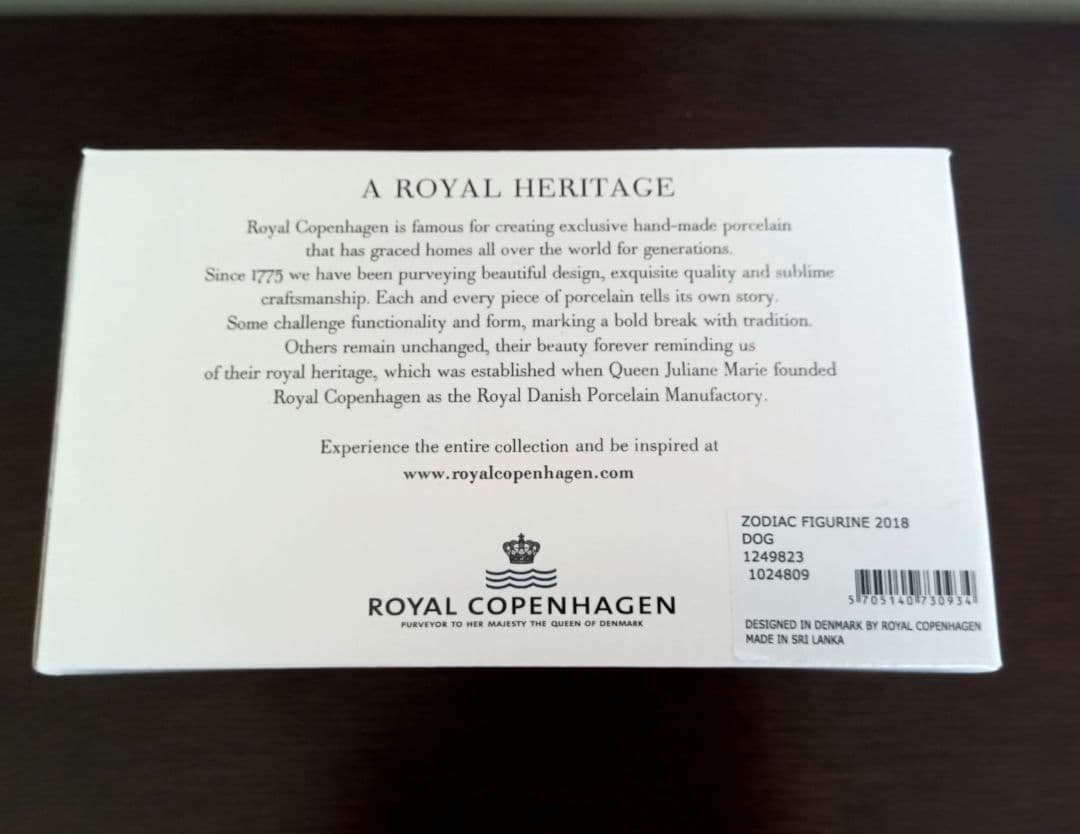 A ROYAL HERITAGE
Royal Copenhagen is famous for creating exclusive hand-made porcelain
that has graced homes all over the world for generations.
Since 1775 we have been purveying beautiful design, exquisite quality and sublime
craftsmanship. Each and every piece of porcelain tells its own story.
Some challenge functionality and form, marking a bold break with tradition.
Others remain unchanged, their beauty forever reminding us
of their royal heritage, which was established when Queen Juliane Marie founded
Royal Copenhagen as the Royal Danish Porcelain Manufactory.
Experience the entire collection and be inspired at
www.royalcopenhagen.com
ROYAL COPENHAGEN
PURVEYOR TO HER MAJESTY THE QUEEN OF DENMARK
ZODIAC FIGURINE 2018
DOG
1249823
1024809
5 705140 730934
DESIGNED IN DENMARK BY ROYAL COPENHAGEN
MADE IN SRI LANKA